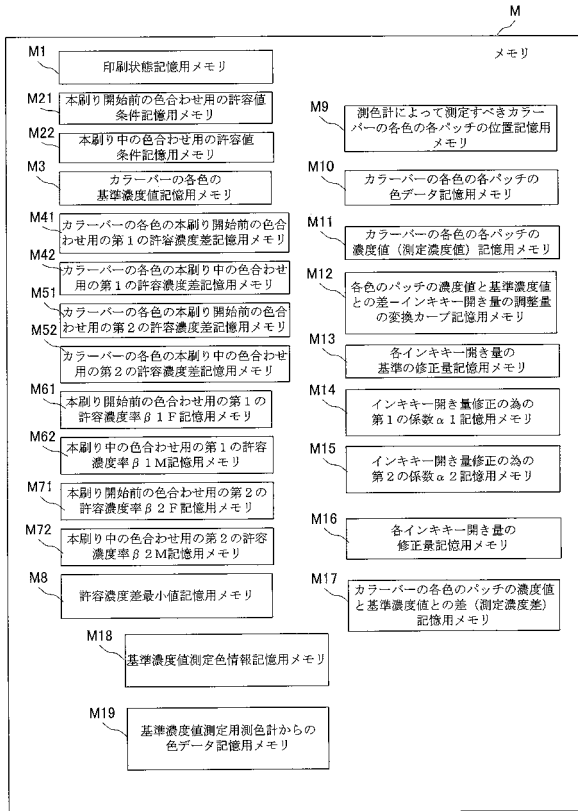 M
メモリ
M1
印刷状態記憶用メモリ
M21
本刷り開始前の色合わせ用の許容値
条件記憶用メモリ
M22
本刷り中の色合わせ用の許容値
条件記憶用メモリ
M3
カラーバーの各色の
基準濃度値記憶用メモリ
M41
カラーバーの各色の本刷り開始前の色合
わせ用の第1の許容濃度差記憶用メモリ
M42
カラーバーの各色の本刷り中の色合わせ
用の第1の許容濃度差記憶用メモリ
M51
カラーバーの各色の本刷り開始前の色合
わせ用の第2の許容濃度差記憶用メモリ
M52
カラーバーの各色の本刷り中の色合わせ
用の第2の許容濃度差記憶用メモリ
M61
本刷り開始前の色合わせ用の第1の
許容濃度率β1F記憶用メモリ
M62
本刷り中の色合わせ用の第1の許容
濃度率β1M記憶用メモリ
M71
本刷り開始前の色合わせ用の第2の
許容濃度率β2F記憶用メモリ
M72
本刷り中の色合わせ用の第2の許容
濃度率β2M記憶用メモリ
M8
許容濃度差最小値記憶用メモリ
M9
測色計によって測定すべきカラー
バーの各色の各パッチの位置記憶用
メモリ
M10
カラーバーの各色の各パッチの
色データ記憶用メモリ
M11
カラーバーの各色の各パッチの
濃度値(測定濃度値)記憶用メモリ
M12
各色のパッチの濃度値と基準濃度値
との差-インキキー開き量の調整量
の変換カーブ記憶用メモリ
M13
各インキキー開き量の
基準の修正量記憶用メモリ
M14
インキキー開き量修正の為の
第1の係数α1記憶用メモリ
M15
インキキー開き量修正の為の
第2の係数α2記憶用メモリ
M16
各インキキー開き量の
修正量記憶用メモリ
M17
カラーバーの各色のパッチの濃度値
と基準濃度値との差(測定濃度差)
記憶用メモリ
M18
基準濃度値測定色情報記憶用メモリ
M19
基準濃度値測定用測色計からの
色データ記憶用メモリ